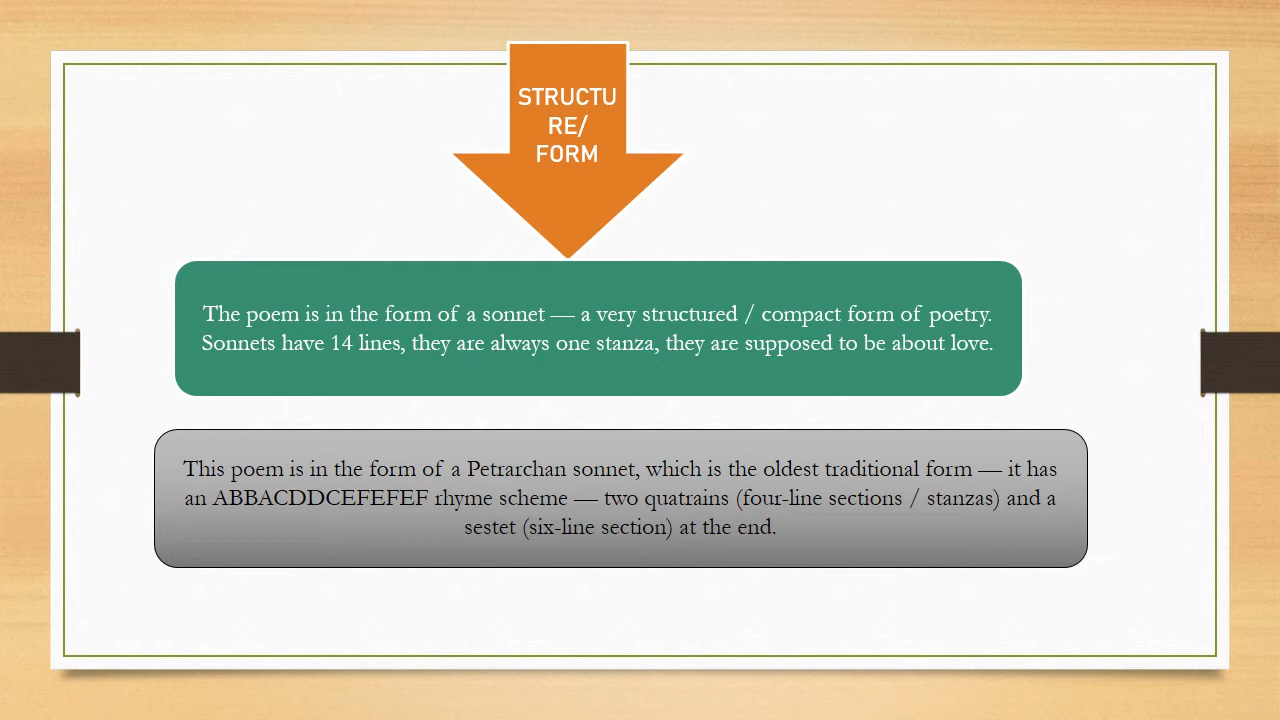 STRUCTU
RE/
FORM
The poem is in the form of a sonnet — a very structured / compact form of poetry.
Sonnets have 14 lines, they are always one stanza, they are supposed to be about love.
This poem is in the form of a Petrarchan sonnet, which is the oldest traditional form — it has
an ABBACDDCEFEFEF rhyme scheme — two quatrains (four-line sections / stanzas) and a
sestet (six-line section) at the end.